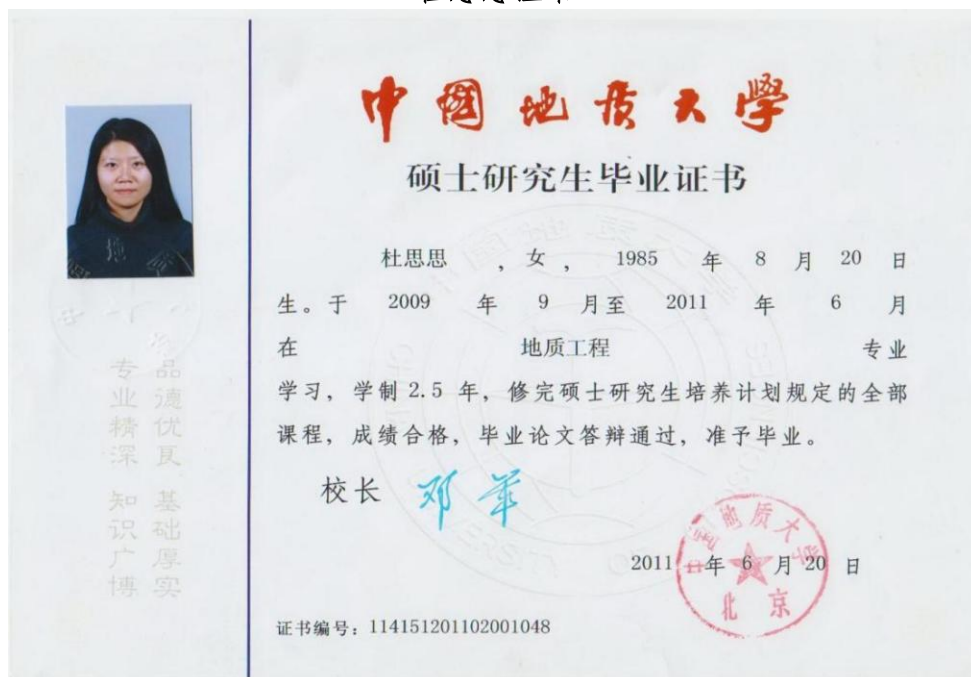 中國地质大學
硕士研究生毕业证书
杜思思 ，女， 1985 年 8 月 20 日
生。于 2009 年 9 月至 2011 年 6 月
在 地质工程 专业
学习，学制 2.5 年，修完硕士研究生培养计划规定的全部
课程，成绩合格，毕业论文答辩通过，准予毕业。
校长 邓军
2011 年 6 月 20 日
中国地质大学
北京
证书编号：114151201102001048
品德优良 基础厚实
专业精深 知识广博